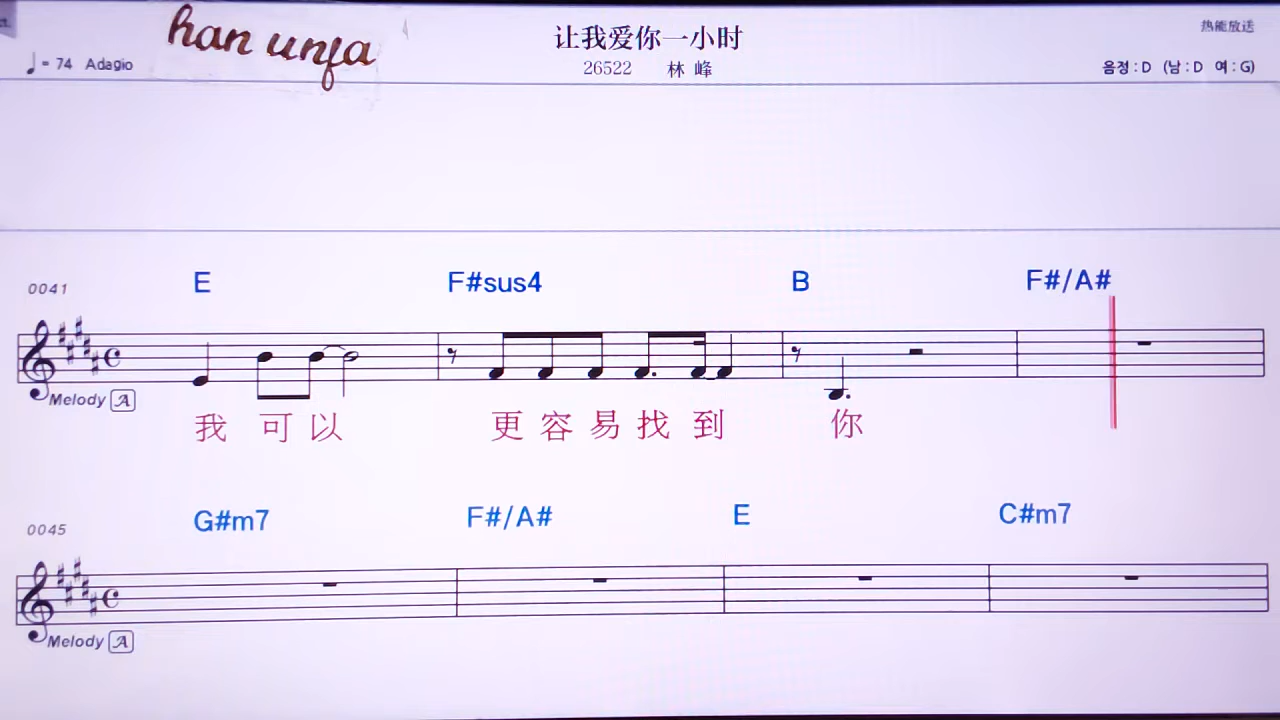 han unfa
让我爱你一小时
热能放送
♩= 74 Adagio
26522 林 峰
음정 : D (남 : D 여 : G)
0041
E F#sus4 B F#/A#
Melody A
我 可 以 更 容 易 找 到 你
0045
G#m7 F#/A# E C#m7
Melody A